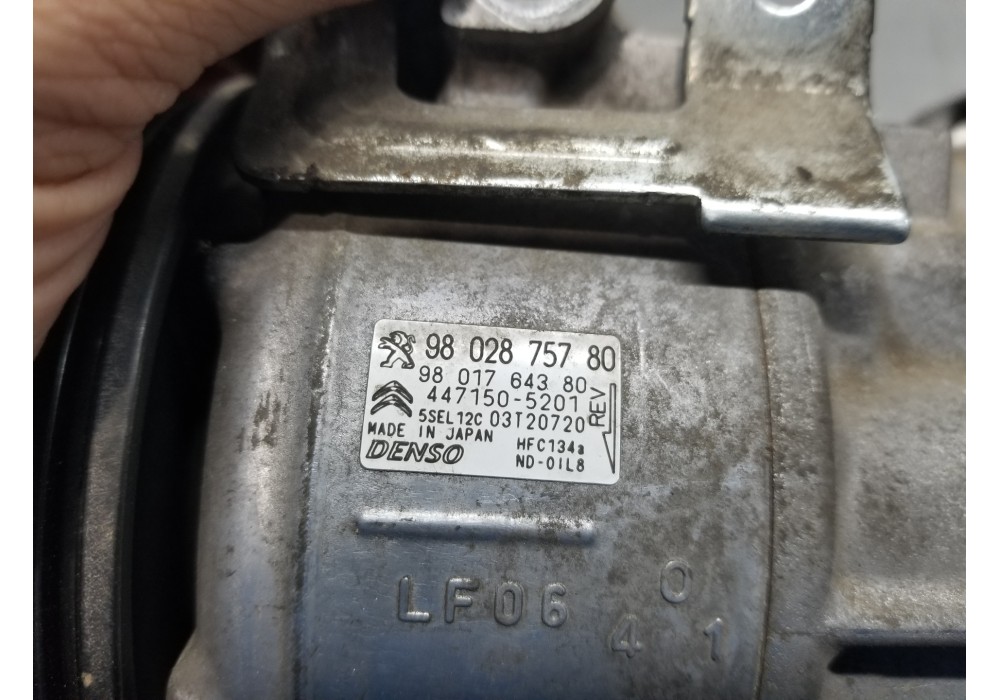 98 028 757 80
98 017 643 80
447150-5201
REV
5SEL12C 03T20720
MADE IN JAPAN HFC134a
DENSO ND-OIL8
LF06 0
4 1